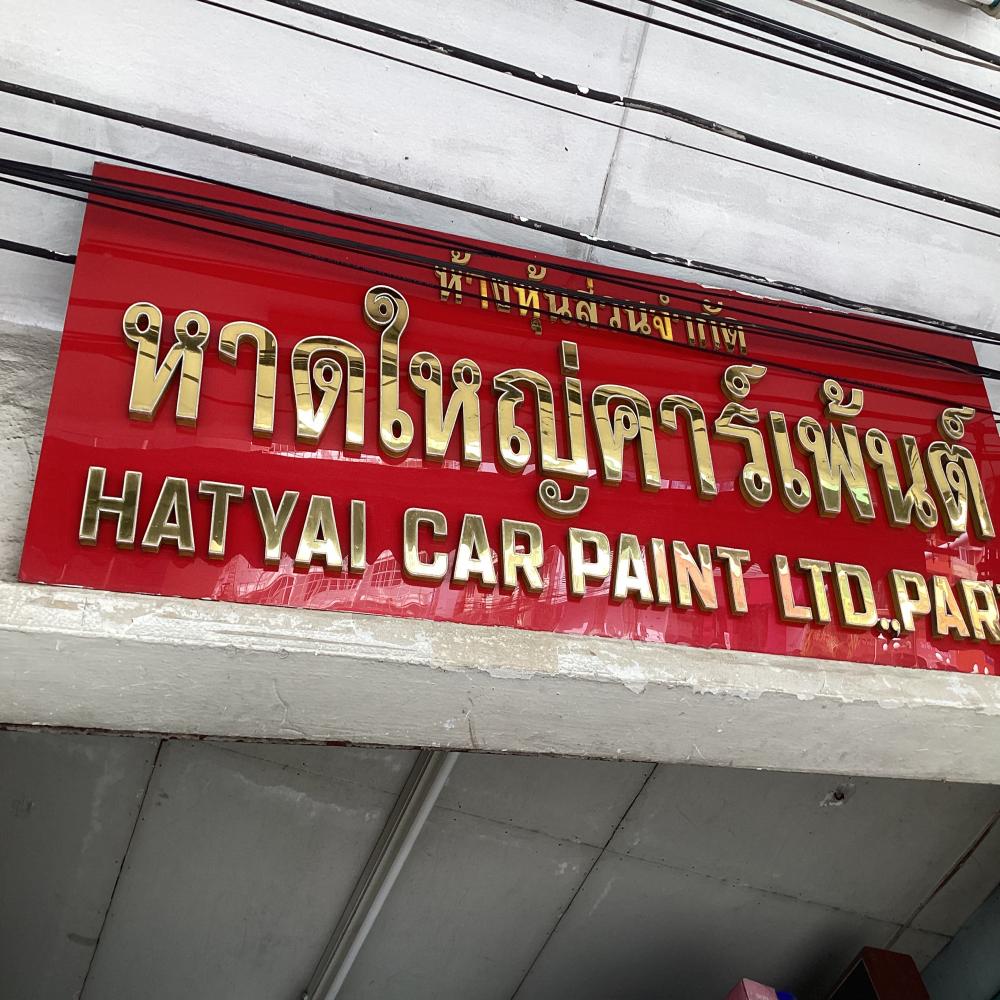 ห้างหุ้นส่วนจำกัด
หาดใหญ่คาร์เพ้นต์
HATYAI CAR PAINT LTD.,PAR